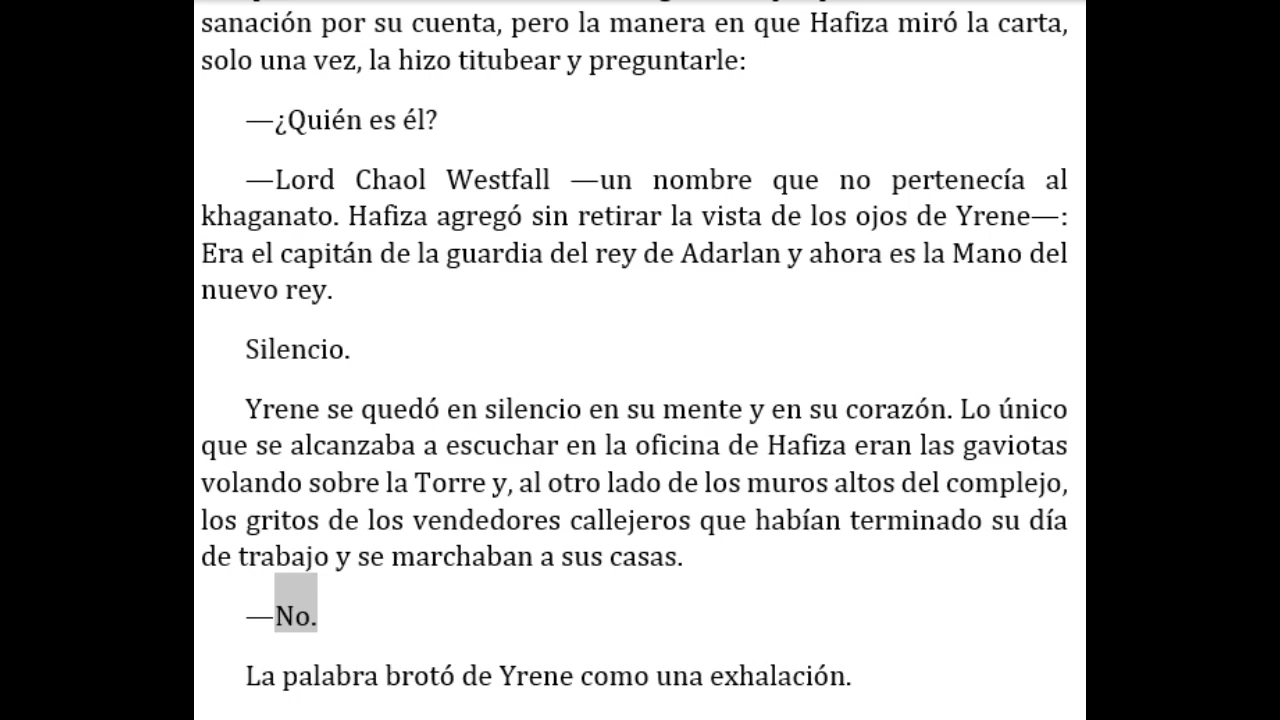 sanación por su cuenta, pero la manera en que Hafiza miró la carta,
solo una vez, la hizo titubear y preguntarle:
—¿Quién es él?
—Lord Chaol Westfall —un nombre que no pertenecía al
khaganato. Hafiza agregó sin retirar la vista de los ojos de Yrene—:
Era el capitán de la guardia del rey de Adarlan y ahora es la Mano del
nuevo rey.
Silencio.
Yrene se quedó en silencio en su mente y en su corazón. Lo único
que se alcanzaba a escuchar en la oficina de Hafiza eran las gaviotas
volando sobre la Torre y, al otro lado de los muros altos del complejo,
los gritos de los vendedores callejeros que habían terminado su día
de trabajo y se marchaban a sus casas.
—No.
La palabra brotó de Yrene como una exhalación.